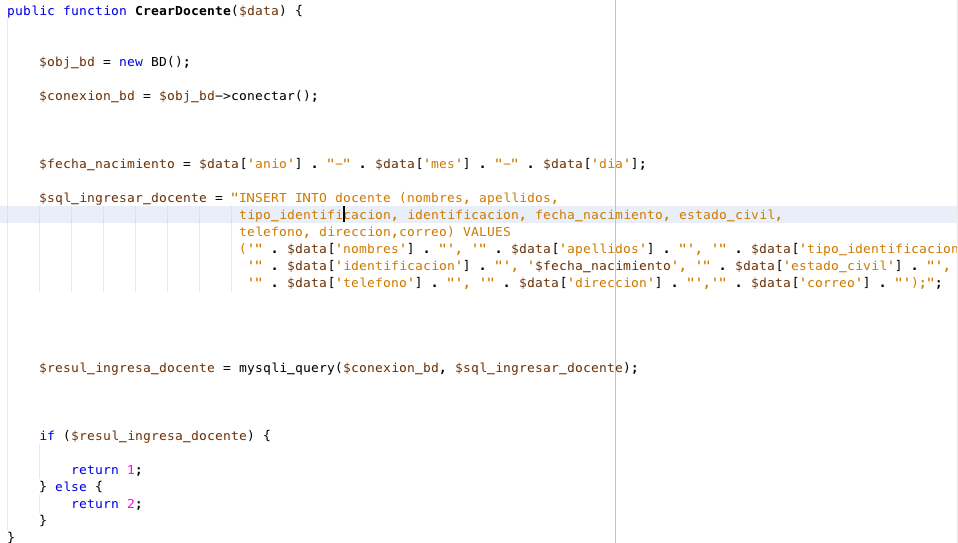 public function CrearDocente($data) {
$obj_bd = new BD();
$conexion_bd = $obj_bd->conectar();
$fecha_nacimiento = $data['anio'] . "-" . $data['mes'] . "-" . $data['dia'];
$sql_ingresar_docente = "INSERT INTO docente (nombres, apellidos,
tipo_identificacion, identificacion, fecha_nacimiento, estado_civil,
telefono, direccion,correo) VALUES
('" . $data['nombres'] . "', '" . $data['apellidos'] . "', '" . $data['tipo_identificacion
'" . $data['identificacion'] . "', '$fecha_nacimiento', '" . $data['estado_civil'] . "',
'" . $data['telefono'] . "', '" . $data['direccion'] . "','" . $data['correo'] . "');";
$resul_ingresa_docente = mysqli_query($conexion_bd, $sql_ingresar_docente);
if ($resul_ingresa_docente) {
return 1;
} else {
return 2;
}
}